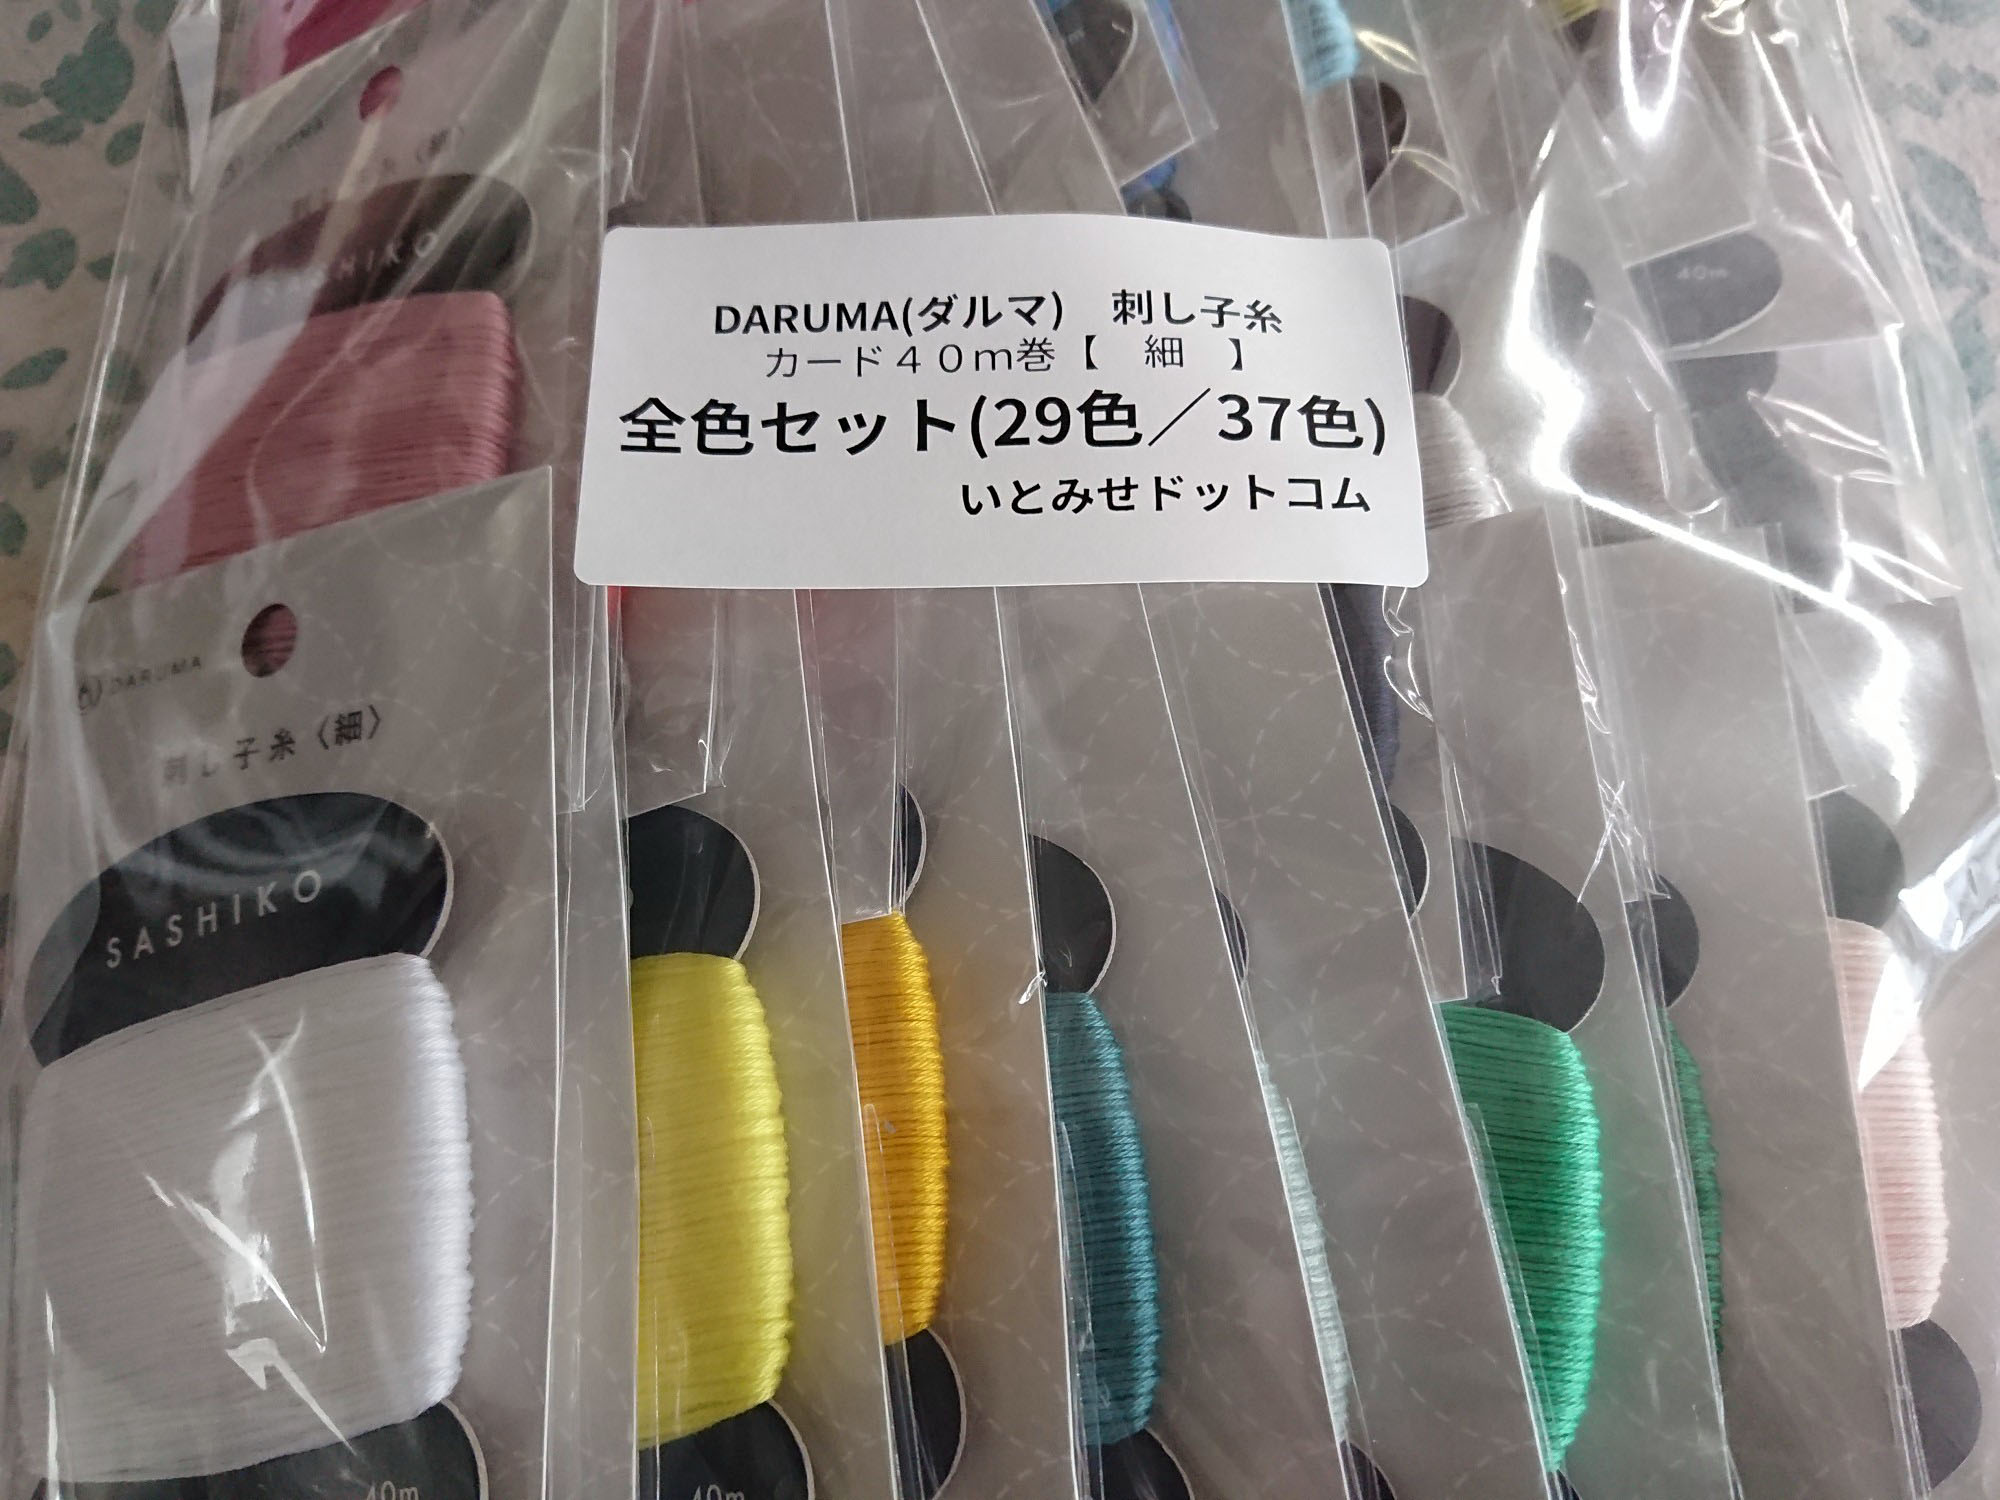 SASHIKO
40m
DARUMA(ダルマ)　刺し子糸
カード４０ｍ巻【　細　】
全色セット(29色／37色)
いとみせドットコム
DARUMA
刺し子糸〈細〉
SASHIKO
40m
40m